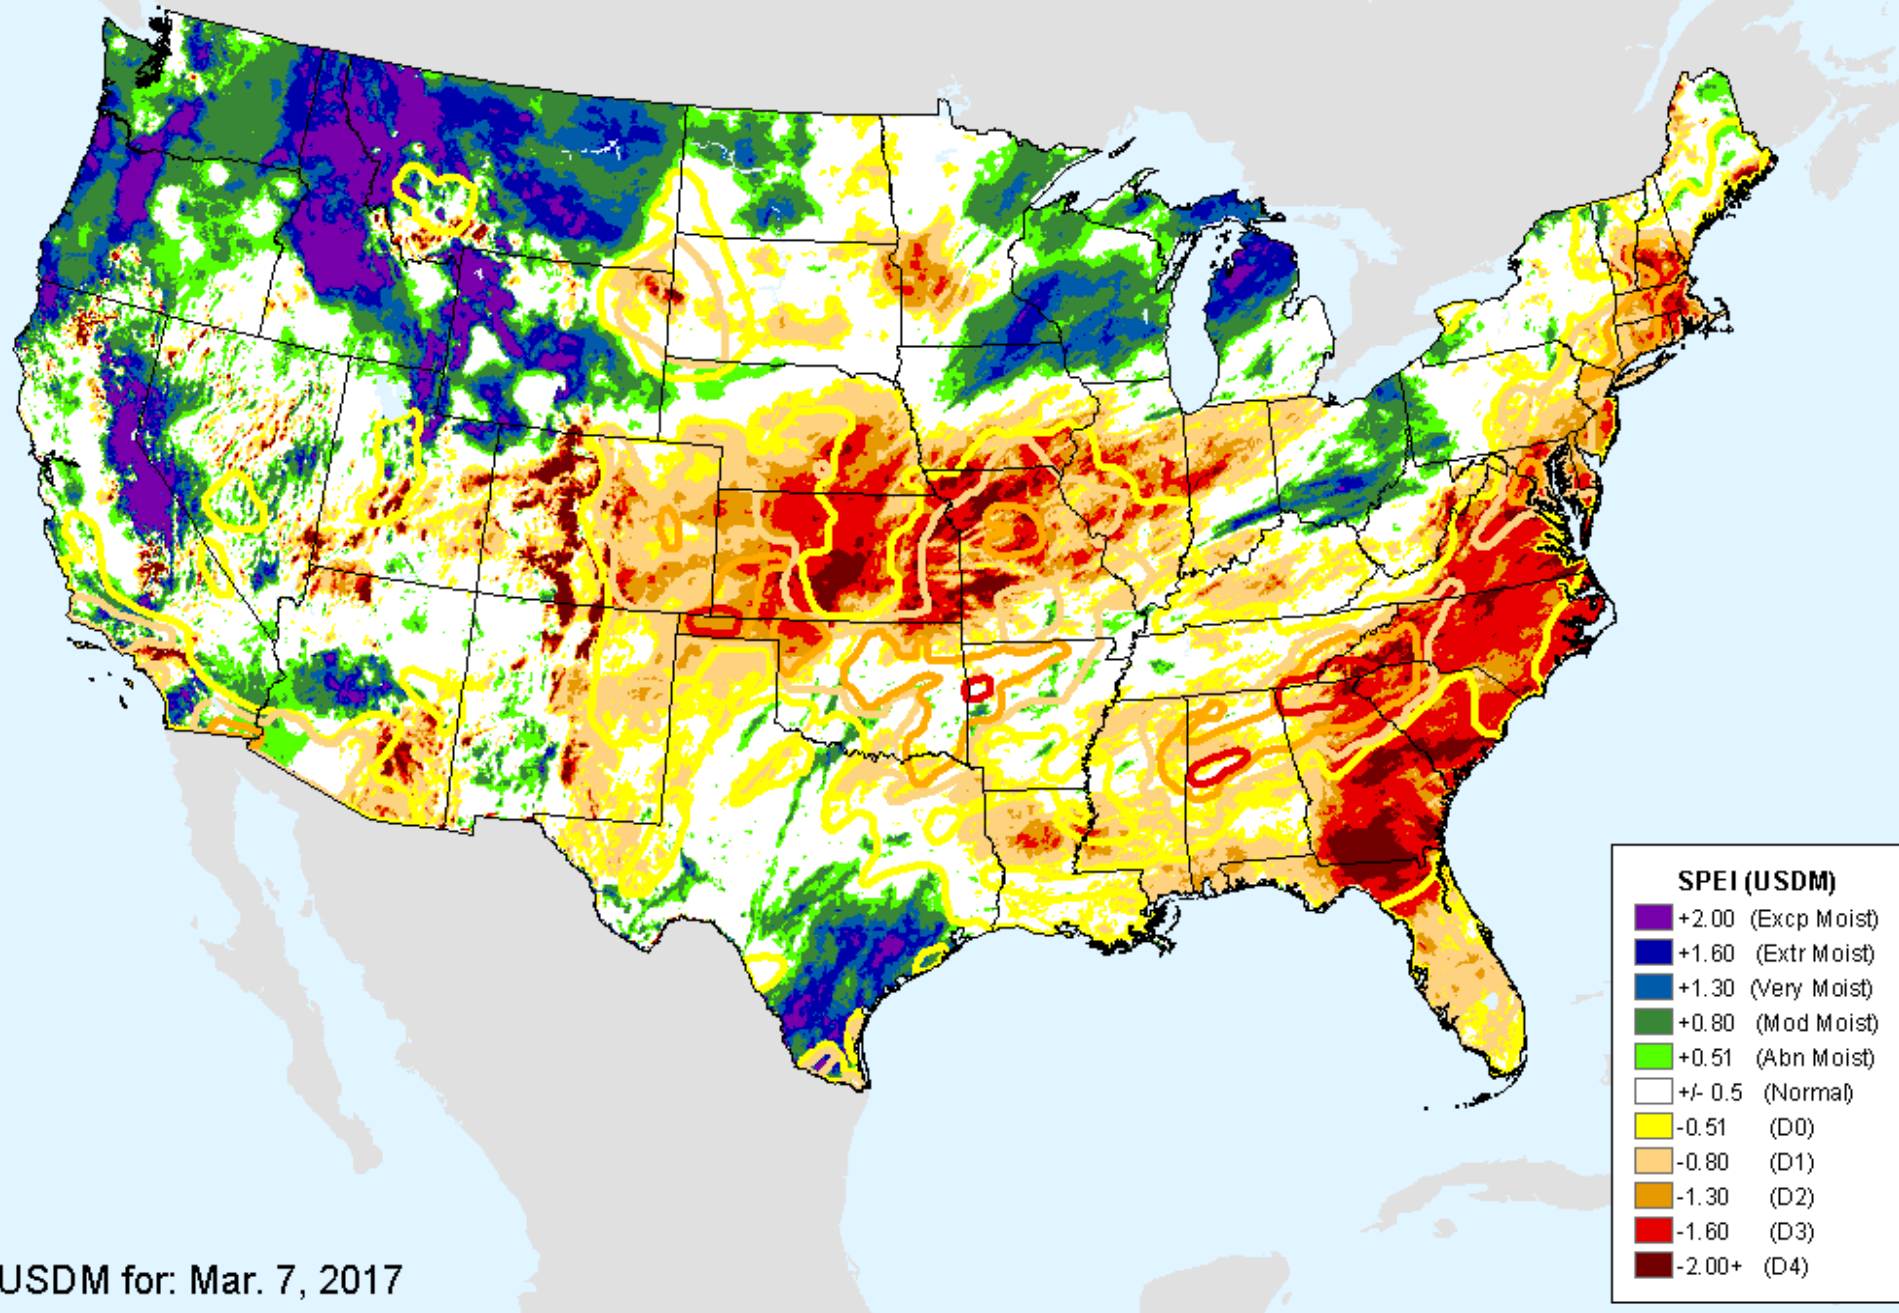 SPEI (USDM)
+2.00 (Excp Moist)
+1.60 (Extr Moist)
+1.30 (Very Moist)
+0.80 (Mod Moist)
+0.51 (Abn Moist)
+/- 0.5 (Normal)
-0.51 (D0)
-0.80 (D1)
-1.30 (D2)
-1.60 (D3)
-2.00+ (D4)
USDM for: Mar. 7, 2017